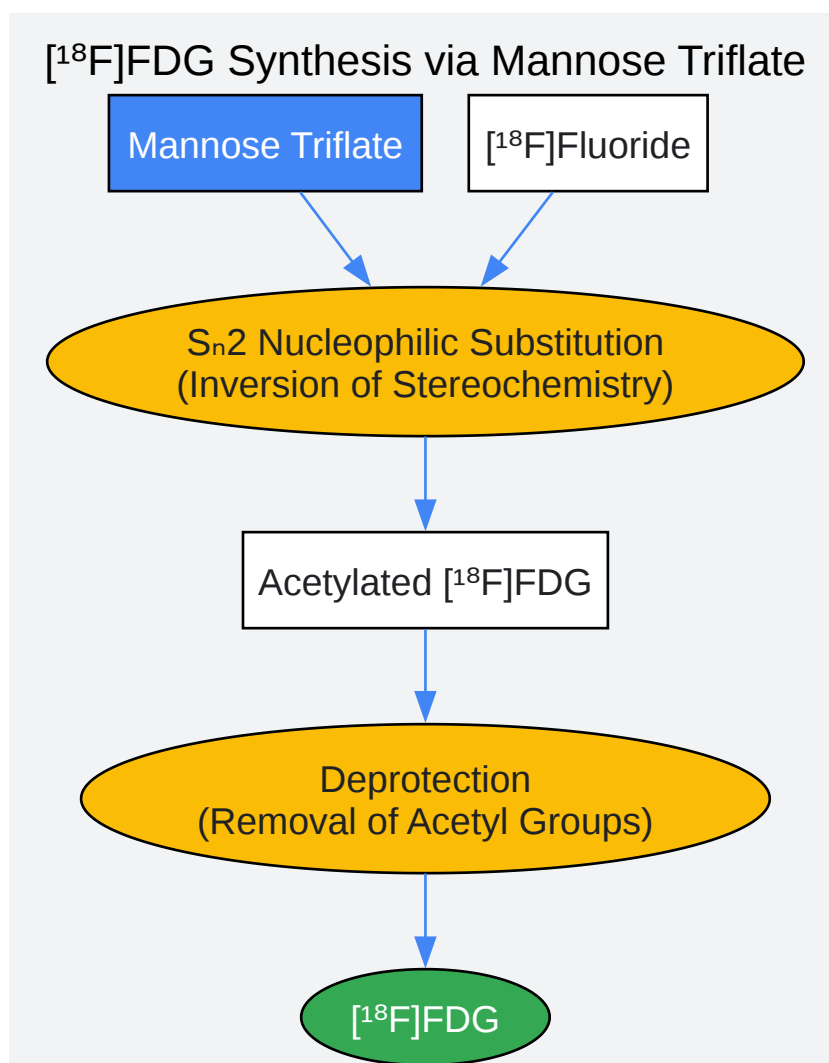 [¹⁸F]FDG Synthesis via Mannose Triflate
Mannose Triflate
[¹⁸F]Fluoride
Sₙ2 Nucleophilic Substitution
(Inversion of Stereochemistry)
Acetylated [¹⁸F]FDG
Deprotection
(Removal of Acetyl Groups)
[¹⁸F]FDG